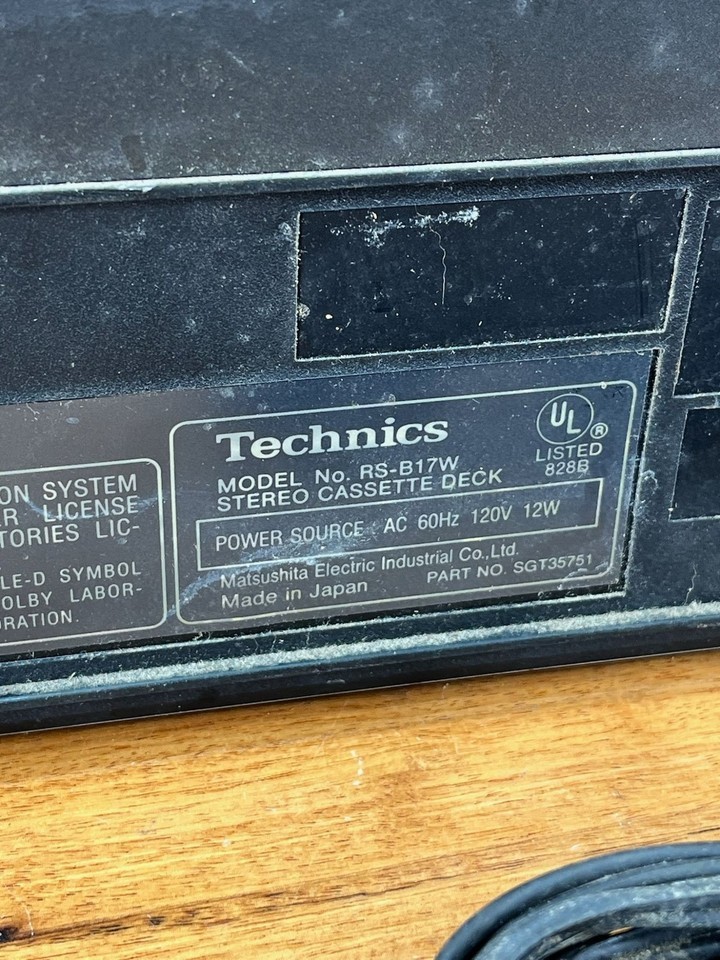 ON SYSTEM
R LICENSE
TORIES LIC-
LE-D SYMBOL
OLBY LABOR-
ORATION.
Technics
MODEL No. RS-B17W
STEREO CASSETTE DECK
UL ®
LISTED
828B
POWER SOURCE AC 60Hz 120V 12W
Matsushita Electric Industrial Co., Ltd.
Made in Japan PART NO. SGT35751